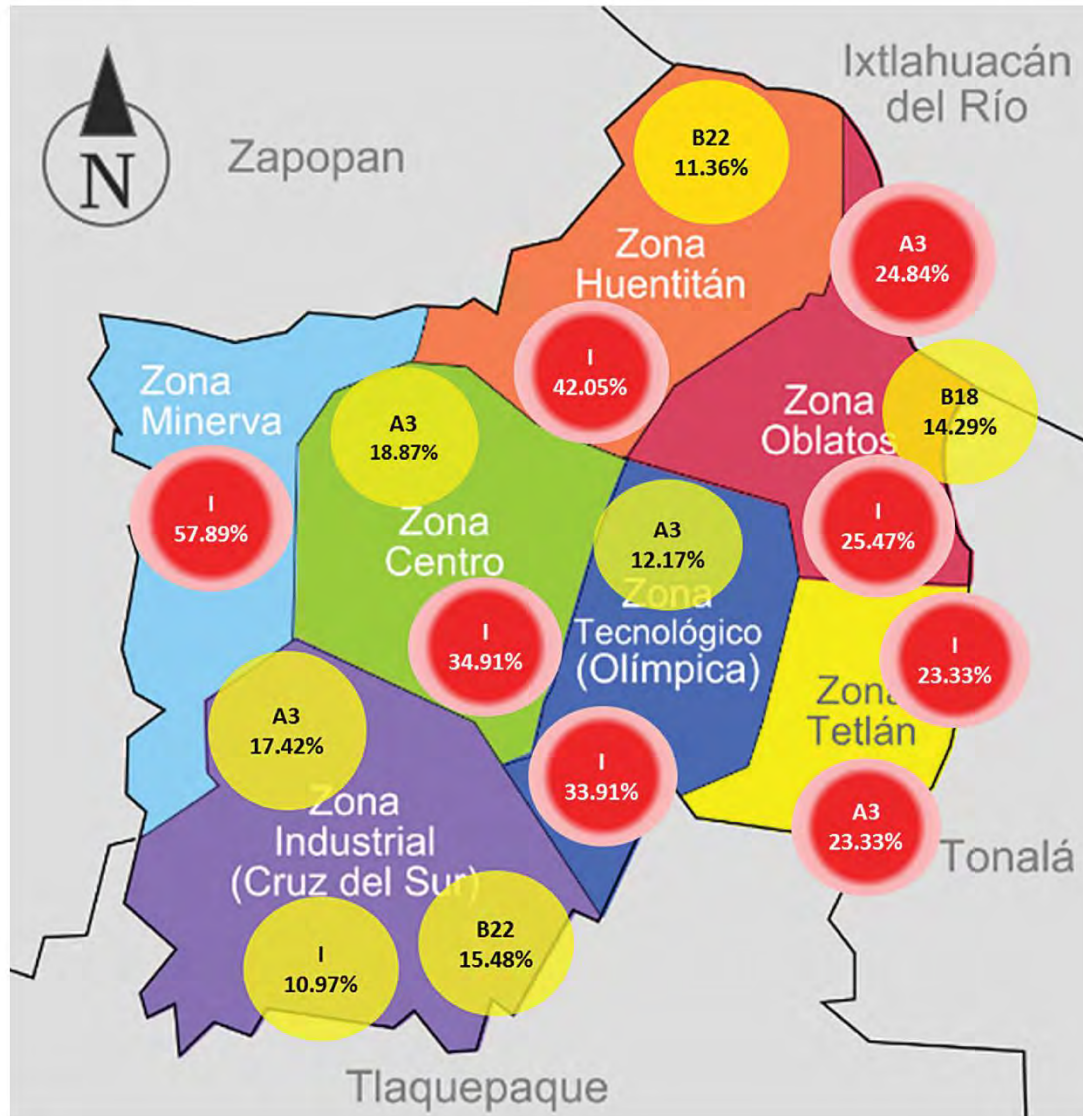 Ixtlahuacán
del Río
N
Zapopan
B22
11.36%
Zona
Huentitán
A3
24.84%
I
42.05%
Zona
Minerva
A3
18.87%
Zona
Oblatos
B18
14.29%
I
57.89%
Zona
Centro
A3
12.17%
I
25.47%
Zona
Tecnológico
(Olímpica)
I
34.91%
I
23.33%
Zona
Tetlán
A3
17.42%
I
33.91%
A3
23.33%
Tonalá
Zona
Industrial
(Cruz del Sur)
I
10.97%
B22
15.48%
Tlaquepaque